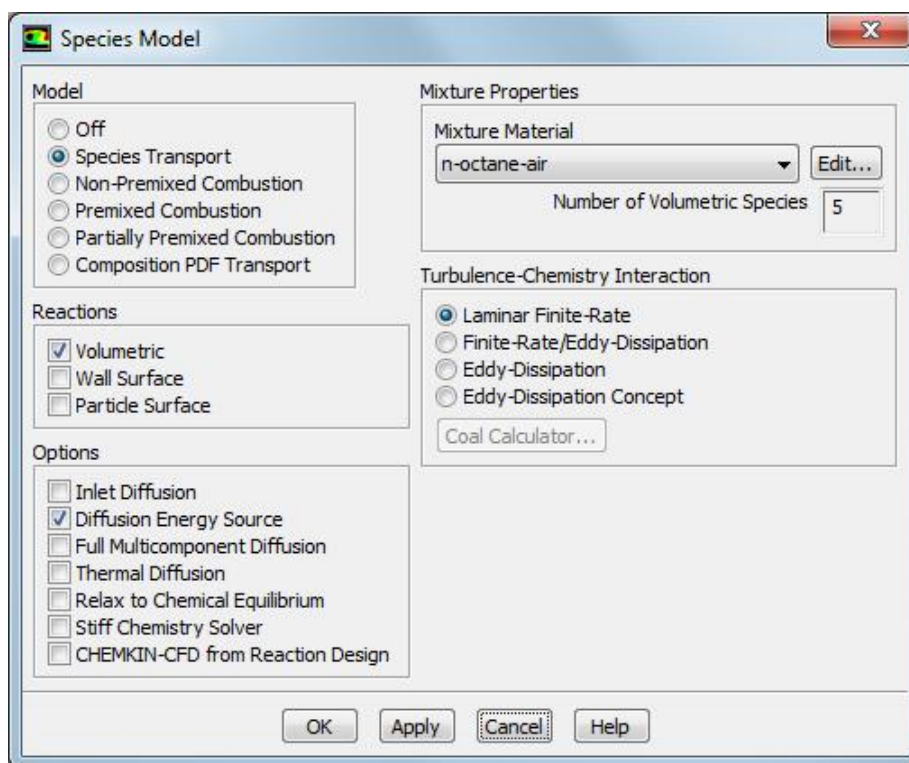 Species Model
Model
Off
Species Transport
Non-Premixed Combustion
Premixed Combustion
Partially Premixed Combustion
Composition PDF Transport
Reactions
Volumetric
Wall Surface
Particle Surface
Options
Inlet Diffusion
Diffusion Energy Source
Full Multicomponent Diffusion
Thermal Diffusion
Relax to Chemical Equilibrium
Stiff Chemistry Solver
CHEMKIN-CFD from Reaction Design
Mixture Properties
Mixture Material
n-octane-air Edit...
Number of Volumetric Species 5
Turbulence-Chemistry Interaction
Laminar Finite-Rate
Finite-Rate/Eddy-Dissipation
Eddy-Dissipation
Eddy-Dissipation Concept
Coal Calculator...
OK Apply Cancel Help